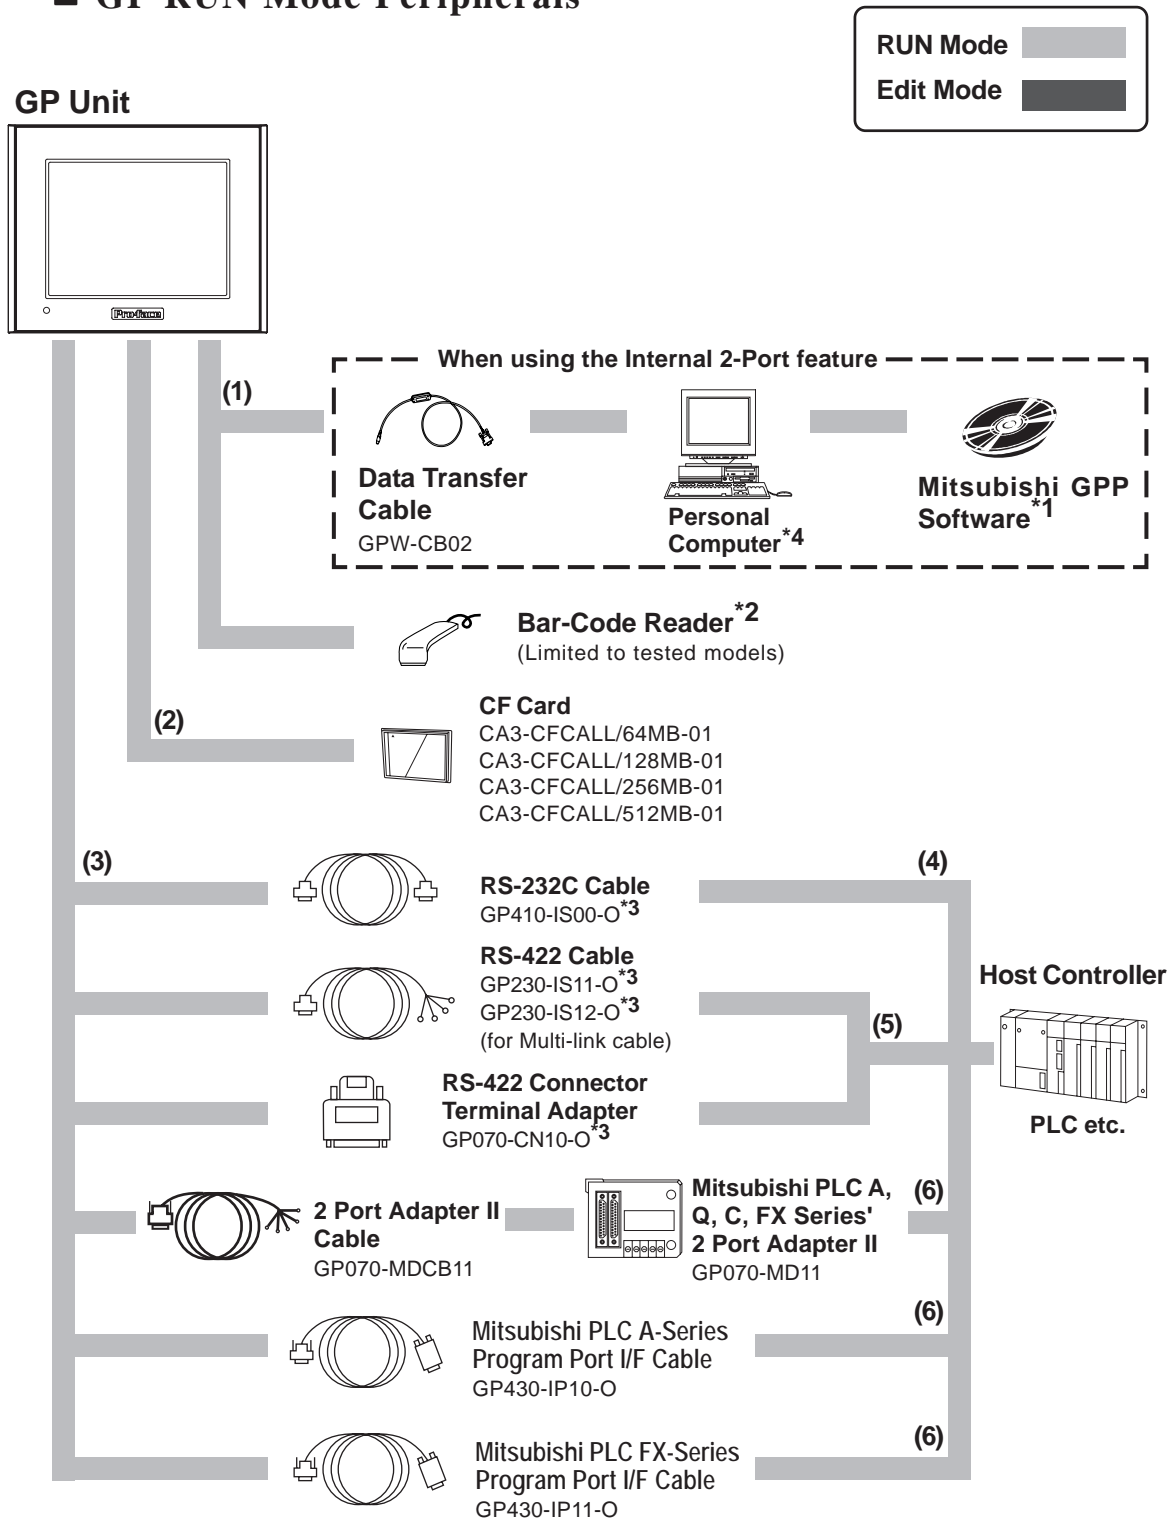 GP RUN Mode Peripherals
RUN Mode
Edit Mode
GP Unit
Pro-face
When using the Internal 2-Port feature
(1)
Data Transfer
Cable
GPW-CB02
Personal
Computer*4
Mitsubishi GPP
Software*1
Bar-Code Reader*2
(Limited to tested models)
(2)
CF Card
CA3-CFCALL/64MB-01
CA3-CFCALL/128MB-01
CA3-CFCALL/256MB-01
CA3-CFCALL/512MB-01
(3)
(4)
RS-232C Cable
GP410-IS00-O*3
RS-422 Cable
GP230-IS11-O*3
GP230-IS12-O*3
(for Multi-link cable)
(5)
Host Controller
PLC etc.
RS-422 Connector
Terminal Adapter
GP070-CN10-O*3
2 Port Adapter II
Cable
GP070-MDCB11
Mitsubishi PLC A,
Q, C, FX Series'
2 Port Adapter II
GP070-MD11
(6)
Mitsubishi PLC A-Series
Program Port I/F Cable
GP430-IP10-O
(6)
Mitsubishi PLC FX-Series
Program Port I/F Cable
GP430-IP11-O
(6)